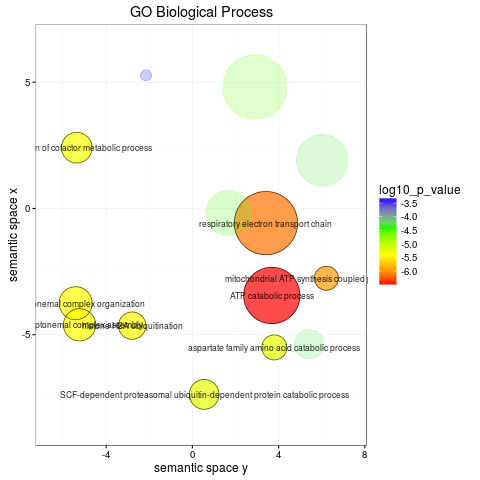 GO Biological Process
semantic space x
5
0
-5
n of cofactor metabolic process
respiratory electron transport chain
mitochondrial ATP synthesis coupled
ATP catabolic process
nemal complex organization
ptonemal complex
ubiquitination
aspartate family amino acid catabolic process
SCF-dependent proteasomal ubiquitin-dependent protein catabolic process
-4
0
4
8
semantic space y
log10_p_value
-3.5
-4.0
-4.5
-5.0
-5.5
-6.0